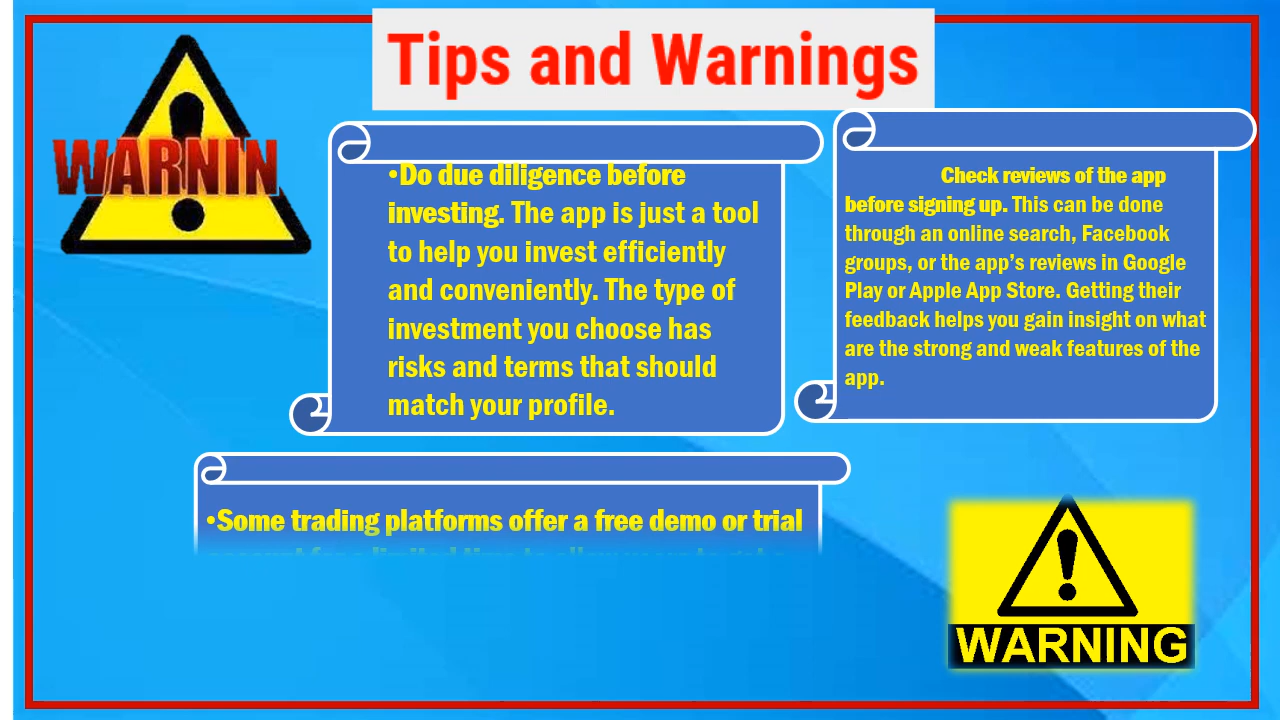 Tips and Warnings
WARNIN
•Do due diligence before
investing. The app is just a tool
to help you invest efficiently
and conveniently. The type of
investment you choose has
risks and terms that should
match your profile.
Check reviews of the app
before signing up. This can be done
through an online search, Facebook
groups, or the app’s reviews in Google
Play or Apple App Store. Getting their
feedback helps you gain insight on what
are the strong and weak features of the
app.
•Some trading platforms offer a free demo or trial
WARNING